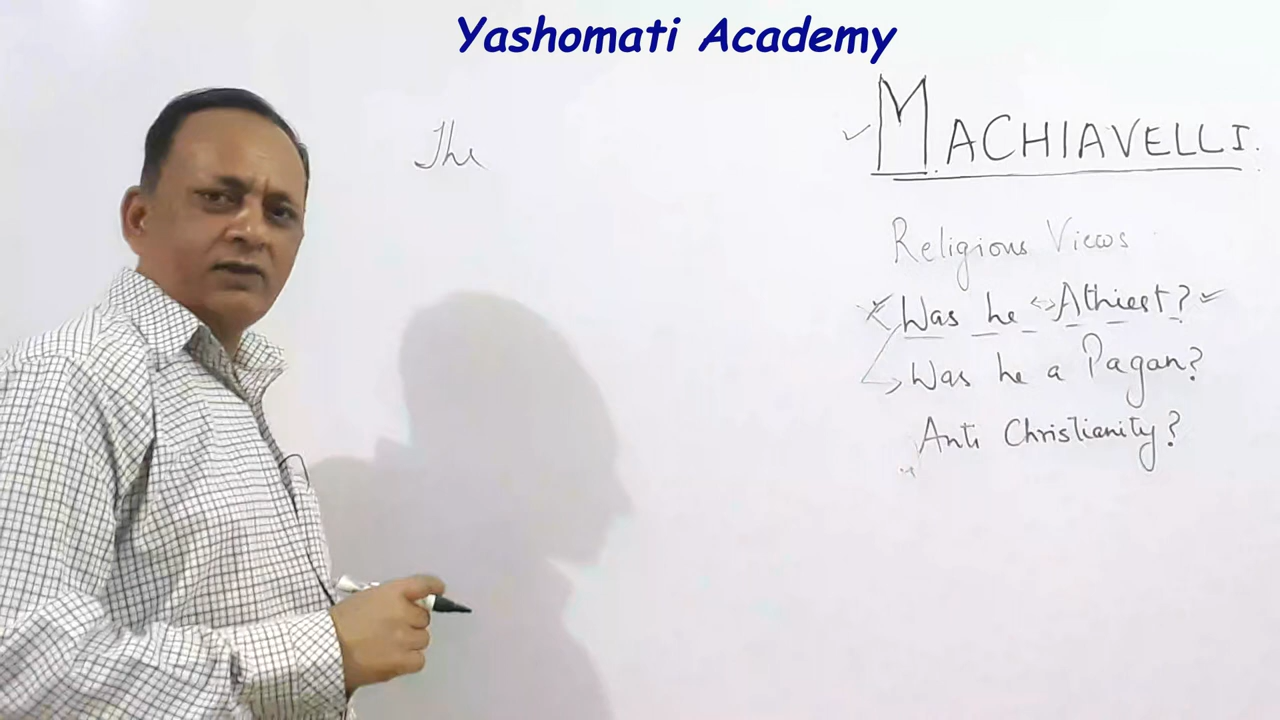 Yashomati Academy
The
MACHIAVELLI.
Religious Views
Was he Athiest?
Was he a Pagan?
Anti Christianity?